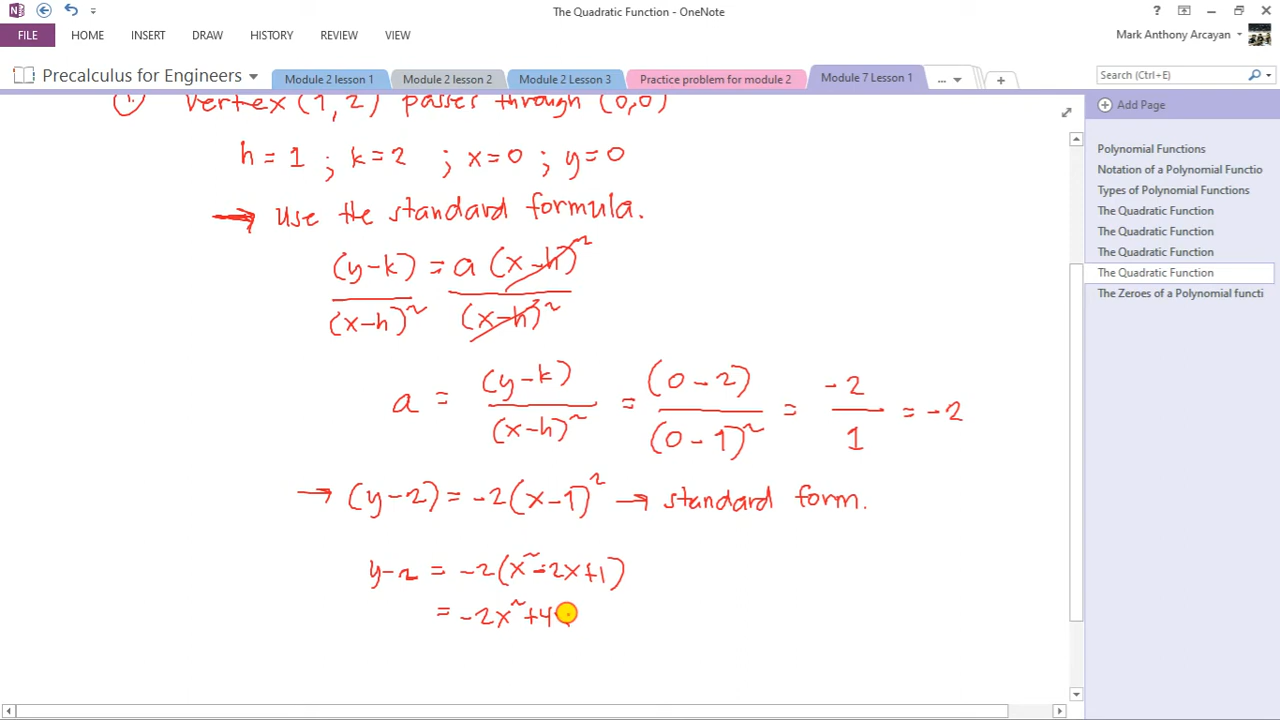 The Quadratic Function - OneNote
FILE HOME INSERT DRAW HISTORY REVIEW VIEW
Mark Anthony Arcayan
Precalculus for Engineers
Module 2 lesson 1
Module 2 lesson 2
Module 2 Lesson 3
Practice problem for module 2
Module 7 Lesson 1
...
Search (Ctrl+E)
Add Page
Polynomial Functions
Notation of a Polynomial Functio
Types of Polynomial Functions
The Quadratic Function
The Quadratic Function
The Quadratic Function
The Quadratic Function
The Zeroes of a Polynomial functi
① Vertex (1, 2) passes through (0,0)
h = 1 ; k = 2 ; x = 0 ; y = 0
→ Use the standard formula.
(y-k)/(x-h)² = a (x-h)²/(x-h)²
a = (y-k)/(x-h)² = (0-2)/(0-1)² = -2/1 = -2
→ (y-2) = -2(x-1)² → standard form.
y-2 = -2(x²-2x+1)
= -2x²+4